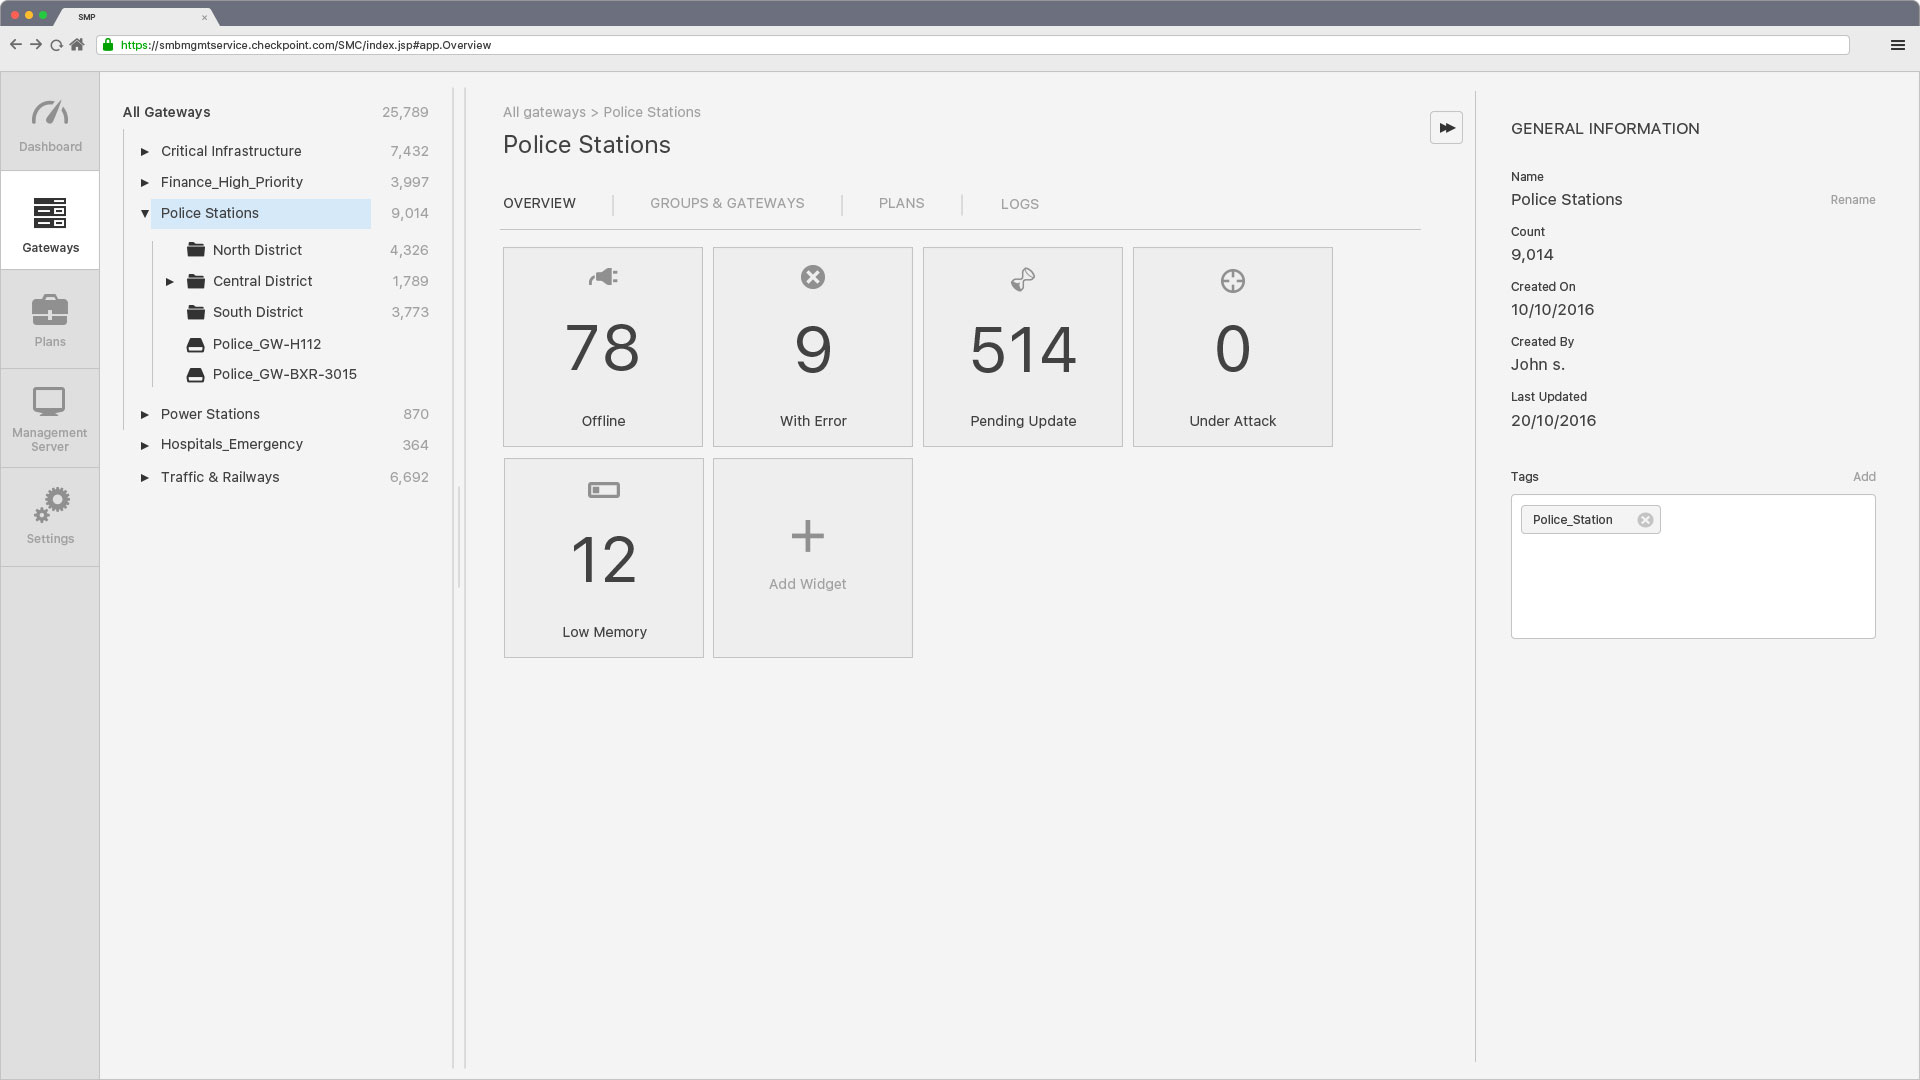 SMP
https://smbmgmtservice.checkpoint.com/SMC/index.jsp#app.Overview
Dashboard
Gateways
Plans
Management
Server
Settings
All Gateways 25,789
Critical Infrastructure 7,432
Finance_High_Priority 3,997
Police Stations 9,014
North District 4,326
Central District 1,789
South District 3,773
Police_GW-H112
Police_GW-BXR-3015
Power Stations 870
Hospitals_Emergency 364
Traffic & Railways 6,692
All gateways > Police Stations
Police Stations
OVERVIEW GROUPS & GATEWAYS PLANS LOGS
78 9 514 0
Offline With Error Pending Update Under Attack
12
Low Memory
Add Widget
GENERAL INFORMATION
Name
Police Stations Rename
Count
9,014
Created On
10/10/2016
Created By
John s.
Last Updated
20/10/2016
Tags Add
Police_Station